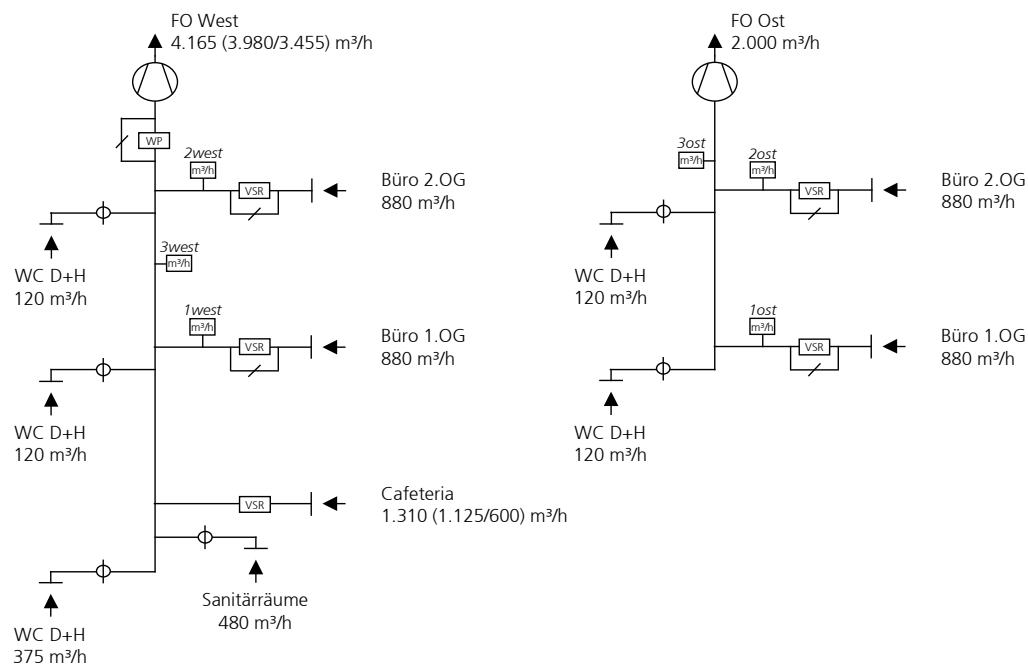 FO West
4.165 (3.980/3.455) m³/h
WP
2west
m³/h
VSR
Büro 2.OG
880 m³/h
WC D+H
120 m³/h
3west
m³/h
1west
m³/h
VSR
Büro 1.OG
880 m³/h
WC D+H
120 m³/h
VSR
Cafeteria
1.310 (1.125/600) m³/h
Sanitärräume
480 m³/h
WC D+H
375 m³/h
FO Ost
2.000 m³/h
3ost
m³/h
2ost
m³/h
VSR
Büro 2.OG
880 m³/h
WC D+H
120 m³/h
1ost
m³/h
VSR
Büro 1.OG
880 m³/h
WC D+H
120 m³/h